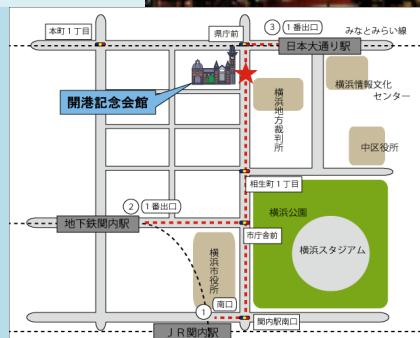 本町１丁目
県庁前
③ １番出口
みなとみらい線
日本大通り駅
開港記念会館
横浜地方裁判所
横浜情報文化
センター
中区役所
相生町１丁目
② １番出口
横浜公園
地下鉄関内駅
市庁舎前
横浜スタジアム
横浜市役所
① 南口
関内駅南口
ＪＲ関内駅